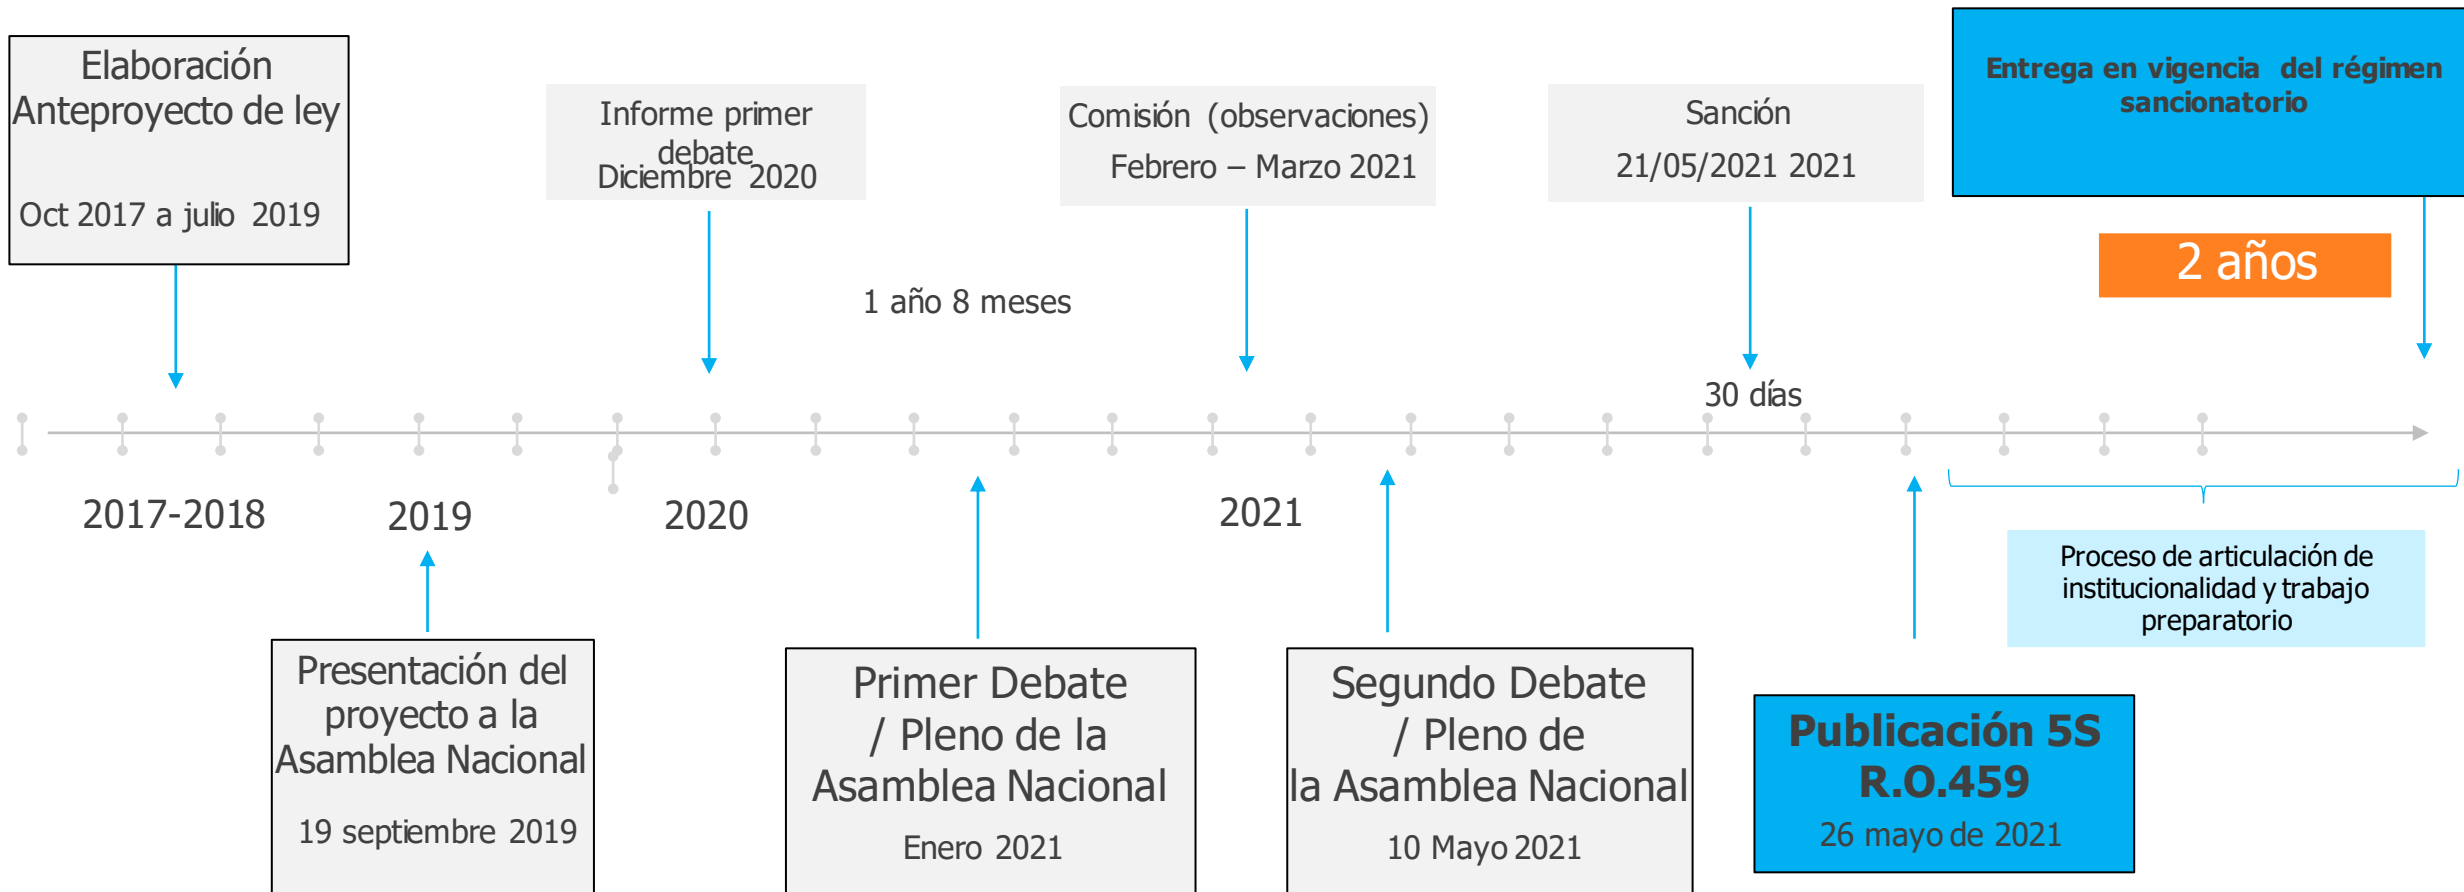 Elaboración
Anteproyecto de ley
Oct 2017 a julio 2019
Informe primer
debate
Diciembre 2020
Comisión (observaciones)
Febrero – Marzo 2021
Sanción
21/05/2021 2021
Entrega en vigencia del régimen
sancionatorio
2 años
1 año 8 meses
30 días
2017-2018
2019
2020
2021
Proceso de articulación de
institucionalidad y trabajo
preparatorio
Presentación del
proyecto a la
Asamblea Nacional
19 septiembre 2019
Primer Debate
/ Pleno de la
Asamblea Nacional
Enero 2021
Segundo Debate
/ Pleno de
la Asamblea Nacional
10 Mayo 2021
Publicación 5S
R.O.459
26 mayo de 2021